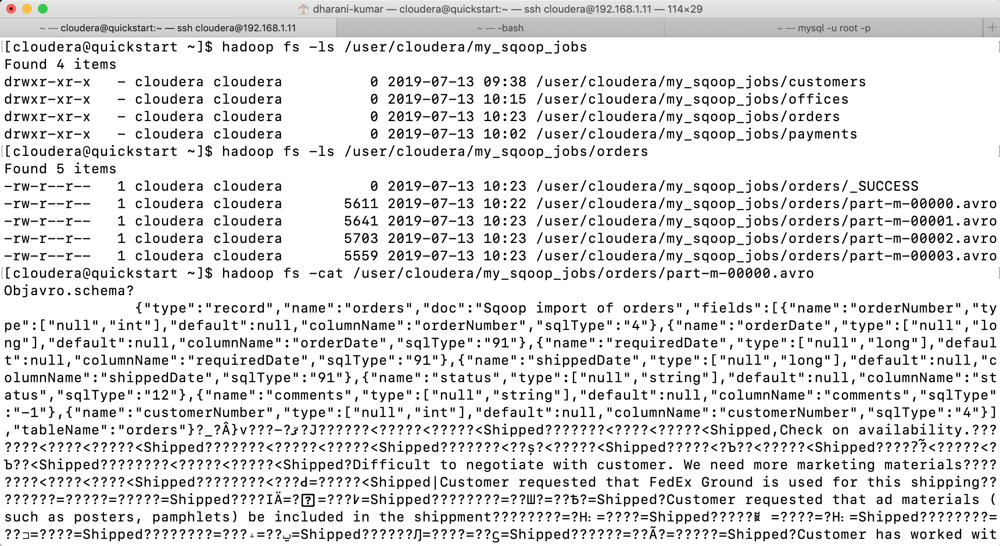 dharani-kumar — cloudera@quickstart:~ — ssh cloudera@192.168.1.11 — 114×29
~ — cloudera@quickstart:~ — ssh cloudera@192.168.1.11
~ — -bash
~ — mysql -u root -p
[cloudera@quickstart ~]$ hadoop fs -ls /user/cloudera/my_sqoop_jobs
Found 4 items
drwxr-xr-x   - cloudera cloudera          0 2019-07-13 09:38 /user/cloudera/my_sqoop_jobs/customers
drwxr-xr-x   - cloudera cloudera          0 2019-07-13 10:15 /user/cloudera/my_sqoop_jobs/offices
drwxr-xr-x   - cloudera cloudera          0 2019-07-13 10:23 /user/cloudera/my_sqoop_jobs/orders
drwxr-xr-x   - cloudera cloudera          0 2019-07-13 10:02 /user/cloudera/my_sqoop_jobs/payments
[cloudera@quickstart ~]$ hadoop fs -ls /user/cloudera/my_sqoop_jobs/orders
Found 5 items
-rw-r--r--   1 cloudera cloudera          0 2019-07-13 10:23 /user/cloudera/my_sqoop_jobs/orders/_SUCCESS
-rw-r--r--   1 cloudera cloudera       5611 2019-07-13 10:22 /user/cloudera/my_sqoop_jobs/orders/part-m-00000.avro
-rw-r--r--   1 cloudera cloudera       5641 2019-07-13 10:23 /user/cloudera/my_sqoop_jobs/orders/part-m-00001.avro
-rw-r--r--   1 cloudera cloudera       5703 2019-07-13 10:23 /user/cloudera/my_sqoop_jobs/orders/part-m-00002.avro
-rw-r--r--   1 cloudera cloudera       5559 2019-07-13 10:23 /user/cloudera/my_sqoop_jobs/orders/part-m-00003.avro
[cloudera@quickstart ~]$ hadoop fs -cat /user/cloudera/my_sqoop_jobs/orders/part-m-00000.avro
Objavro.schema?
{"type":"record","name":"orders","doc":"Sqoop import of orders","fields":[{"name":"orderNumber","ty
pe":["null","int"],"default":null,"columnName":"orderNumber","sqlType":"4"},{"name":"orderDate","type":["null","lo
ng"],"default":null,"columnName":"orderDate","sqlType":"91"},{"name":"requiredDate","type":["null","long"],"defaul
t":null,"columnName":"requiredDate","sqlType":"91"},{"name":"shippedDate","type":["null","long"],"default":null,"c
olumnName":"shippedDate","sqlType":"91"},{"name":"status","type":["null","string"],"default":null,"columnName":"st
atus","sqlType":"12"},{"name":"comments","type":["null","string"],"default":null,"columnName":"comments","sqlType"
:"-1"},{"name":"customerNumber","type":["null","int"],"default":null,"columnName":"customerNumber","sqlType":"4"}]
,"tableName":"orders"}?_?Â}v???-??J??????<?????<?????<Shipped???????<????<?????<Shipped,Check on availability.???
????<????<?????<Shipped???????<?????<?????<Shipped???????<??ș?<?????<Shipped?????<?Ъ??<?????<Shipped??????<?????<?
Ъ??<Shipped????????<?????<?????<Shipped?Difficult to negotiate with customer. We need more marketing materials????
????<????<????<Shipped????????<???ԁ=?????<Shipped|Customer requested that FedEx Ground is used for this shipping??
??????=?????=?????=Shipped????IÄ=?=???=Shipped????????=??Ш?=??Ѣ?=Shipped?Customer requested that ad materials (
such as posters, pamphlets) be included in the shippment????????=?H: =????=Shipped????? =????=?H: =Shipped????????=
??=????=Shipped????????=???=??=Shipped??????Л=????=??ϛ=Shipped??????=??Ã?=?????=Shipped?Customer has worked wit